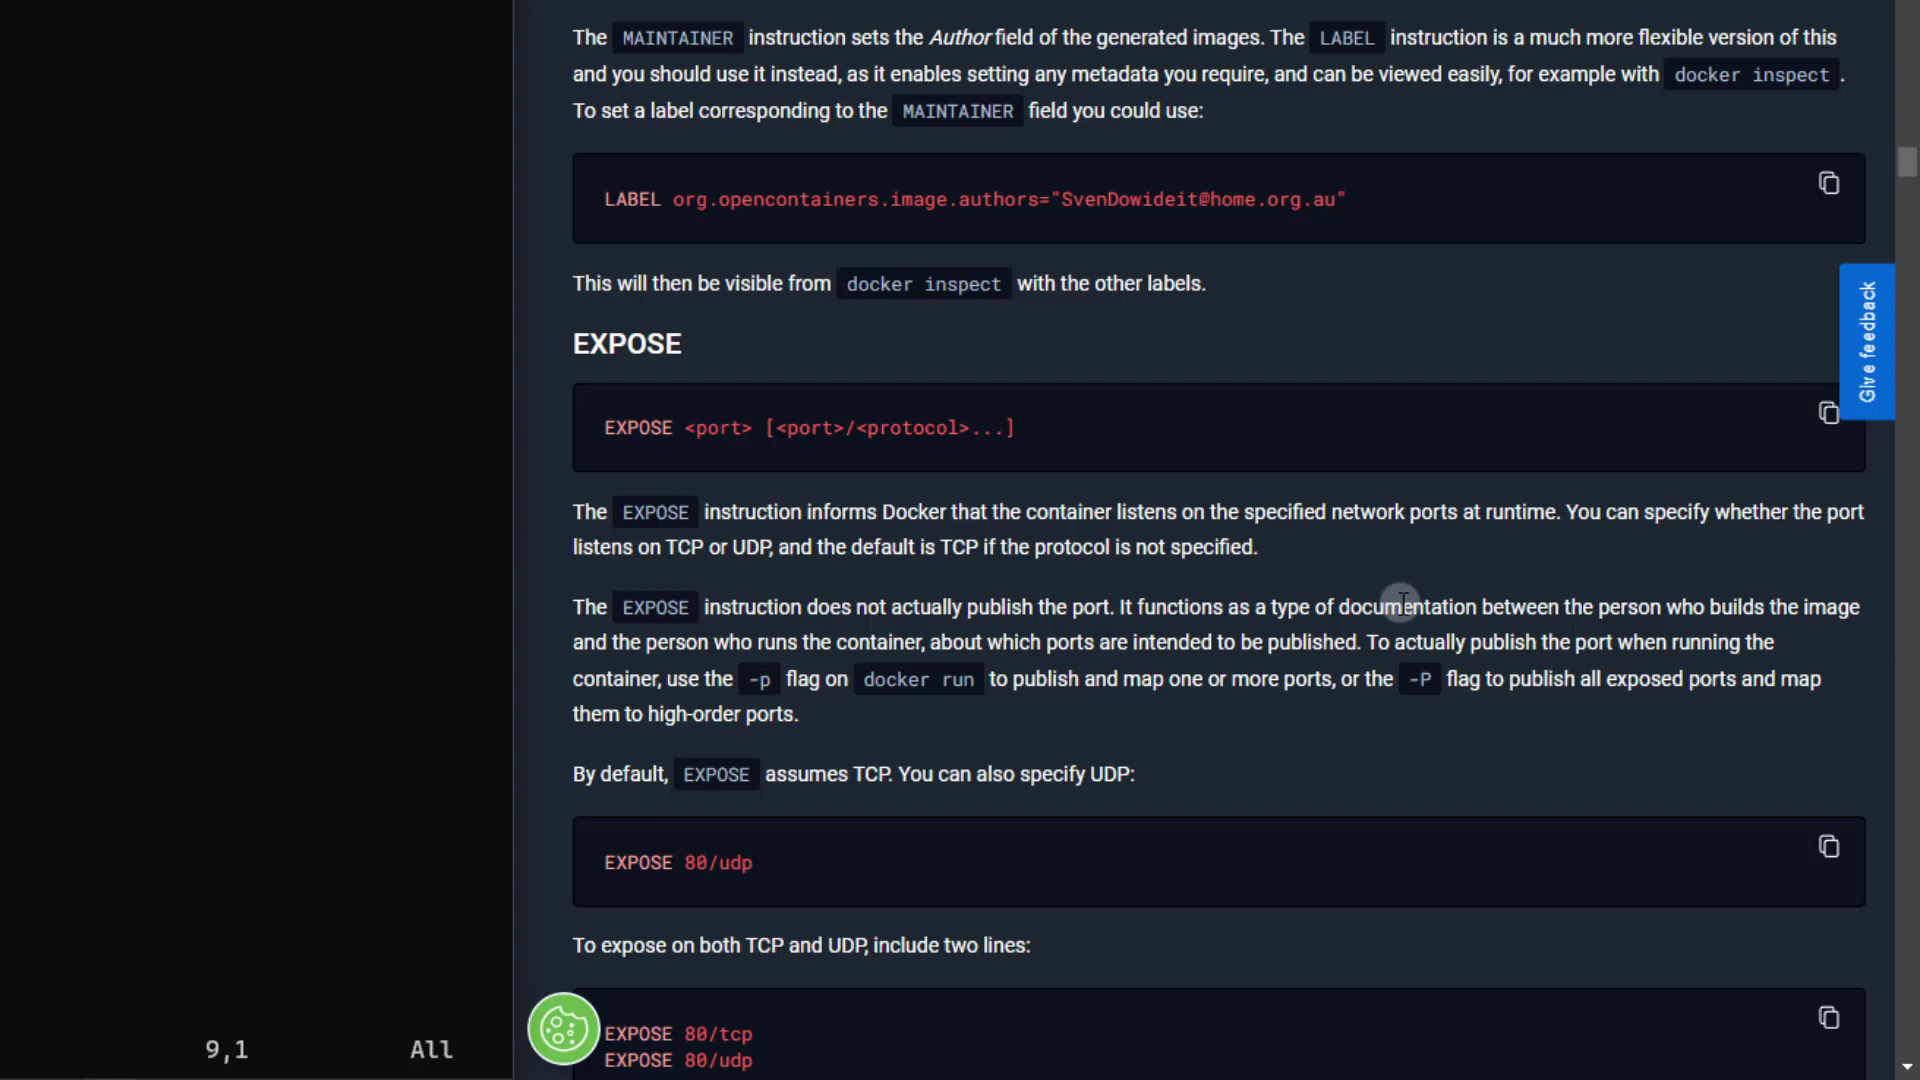 The MAINTAINER instruction sets the Author field of the generated images. The LABEL instruction is a much more flexible version of this
and you should use it instead, as it enables setting any metadata you require, and can be viewed easily, for example with docker inspect .
To set a label corresponding to the MAINTAINER field you could use:
LABEL org.opencontainers.image.authors="SvenDowideit@home.org.au"
This will then be visible from docker inspect with the other labels.
Give feedback
EXPOSE
EXPOSE <port> [<port>/<protocol>...]
The EXPOSE instruction informs Docker that the container listens on the specified network ports at runtime. You can specify whether the port
listens on TCP or UDP, and the default is TCP if the protocol is not specified.
The EXPOSE instruction does not actually publish the port. It functions as a type of documentation between the person who builds the image
and the person who runs the container, about which ports are intended to be published. To actually publish the port when running the
container, use the -p flag on docker run to publish and map one or more ports, or the -P flag to publish all exposed ports and map
them to high-order ports.
By default, EXPOSE assumes TCP. You can also specify UDP:
EXPOSE 80/udp
To expose on both TCP and UDP, include two lines:
EXPOSE 80/tcp
EXPOSE 80/udp
9,1 All